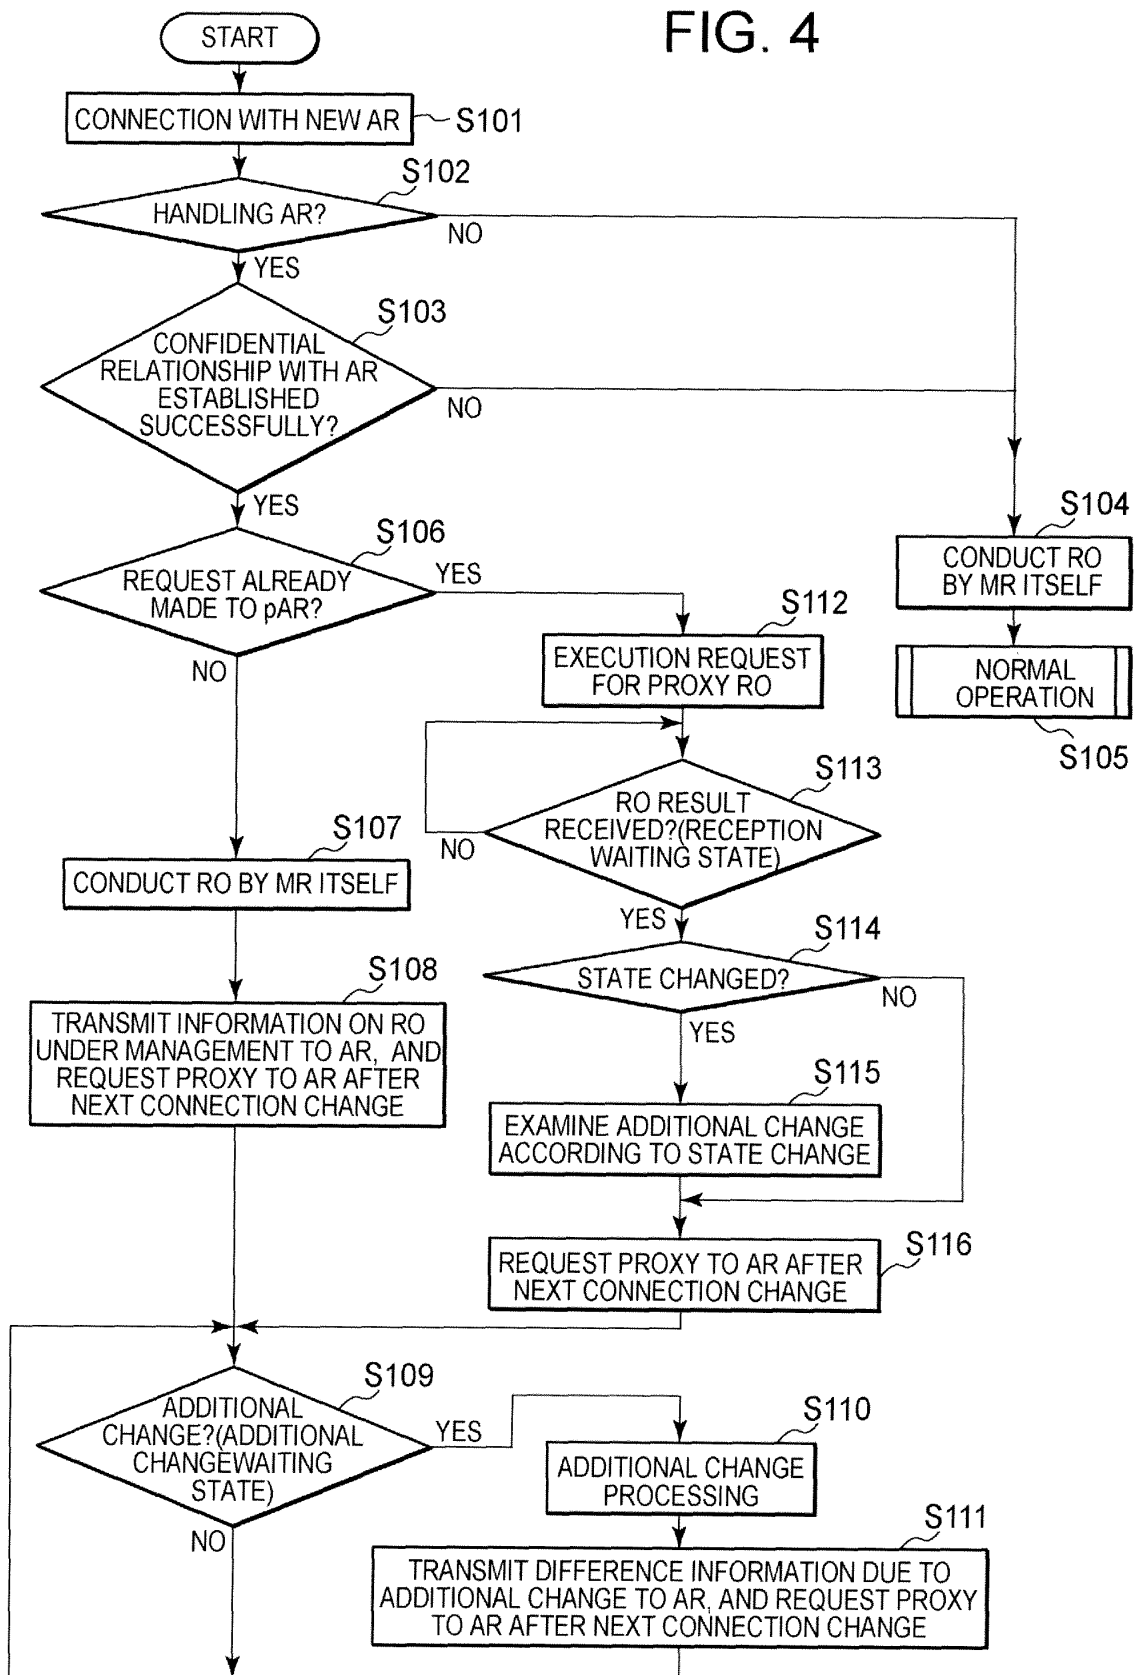 FIG. 4
START
CONNECTION WITH NEW AR
S101
S102
HANDLING AR?
NO
YES
S103
CONFIDENTIAL
RELATIONSHIP WITH AR
ESTABLISHED
SUCCESSFULLY?
NO
YES
S104
CONDUCT RO
BY MR ITSELF
NORMAL
OPERATION
S105
S106
REQUEST ALREADY
MADE TO pAR?
YES
NO
S112
EXECUTION REQUEST
FOR PROXY RO
S113
RO RESULT
RECEIVED?(RECEPTION
WAITING STATE)
NO
YES
S107
CONDUCT RO BY MR ITSELF
S114
STATE CHANGED?
NO
YES
S108
TRANSMIT INFORMATION ON RO
UNDER MANAGEMENT TO AR, AND
REQUEST PROXY TO AR AFTER
NEXT CONNECTION CHANGE
S115
EXAMINE ADDITIONAL CHANGE
ACCORDING TO STATE CHANGE
S116
REQUEST PROXY TO AR AFTER
NEXT CONNECTION CHANGE
S109
ADDITIONAL
CHANGE?(ADDITIONAL
CHANGEWAITING
STATE)
YES
NO
S110
ADDITIONAL CHANGE
PROCESSING
S111
TRANSMIT DIFFERENCE INFORMATION DUE TO
ADDITIONAL CHANGE TO AR, AND REQUEST PROXY
TO AR AFTER NEXT CONNECTION CHANGE